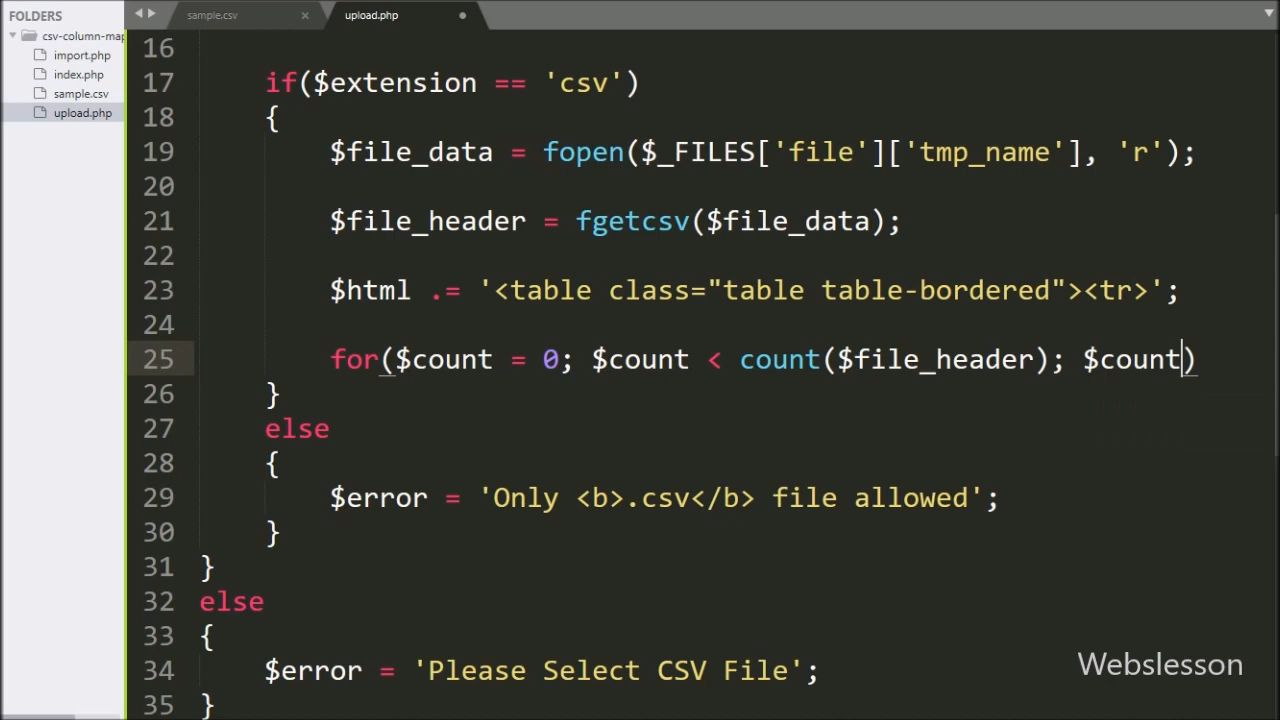 FOLDERS
csv-column-map
import.php
index.php
sample.csv
upload.php
sample.csv ×
upload.php
16
17 if($extension == 'csv')
18 {
19 $file_data = fopen($_FILES['file']['tmp_name'], 'r');
20
21 $file_header = fgetcsv($file_data);
22
23 $html .= '<table class="table table-bordered"><tr>';
24
25 for($count = 0; $count < count($file_header); $count)
26 }
27 else
28 {
29 $error = 'Only <b>.csv</b> file allowed';
30 }
31 }
32 else
33 {
34 $error = 'Please Select CSV File';
35 }
Webslesson